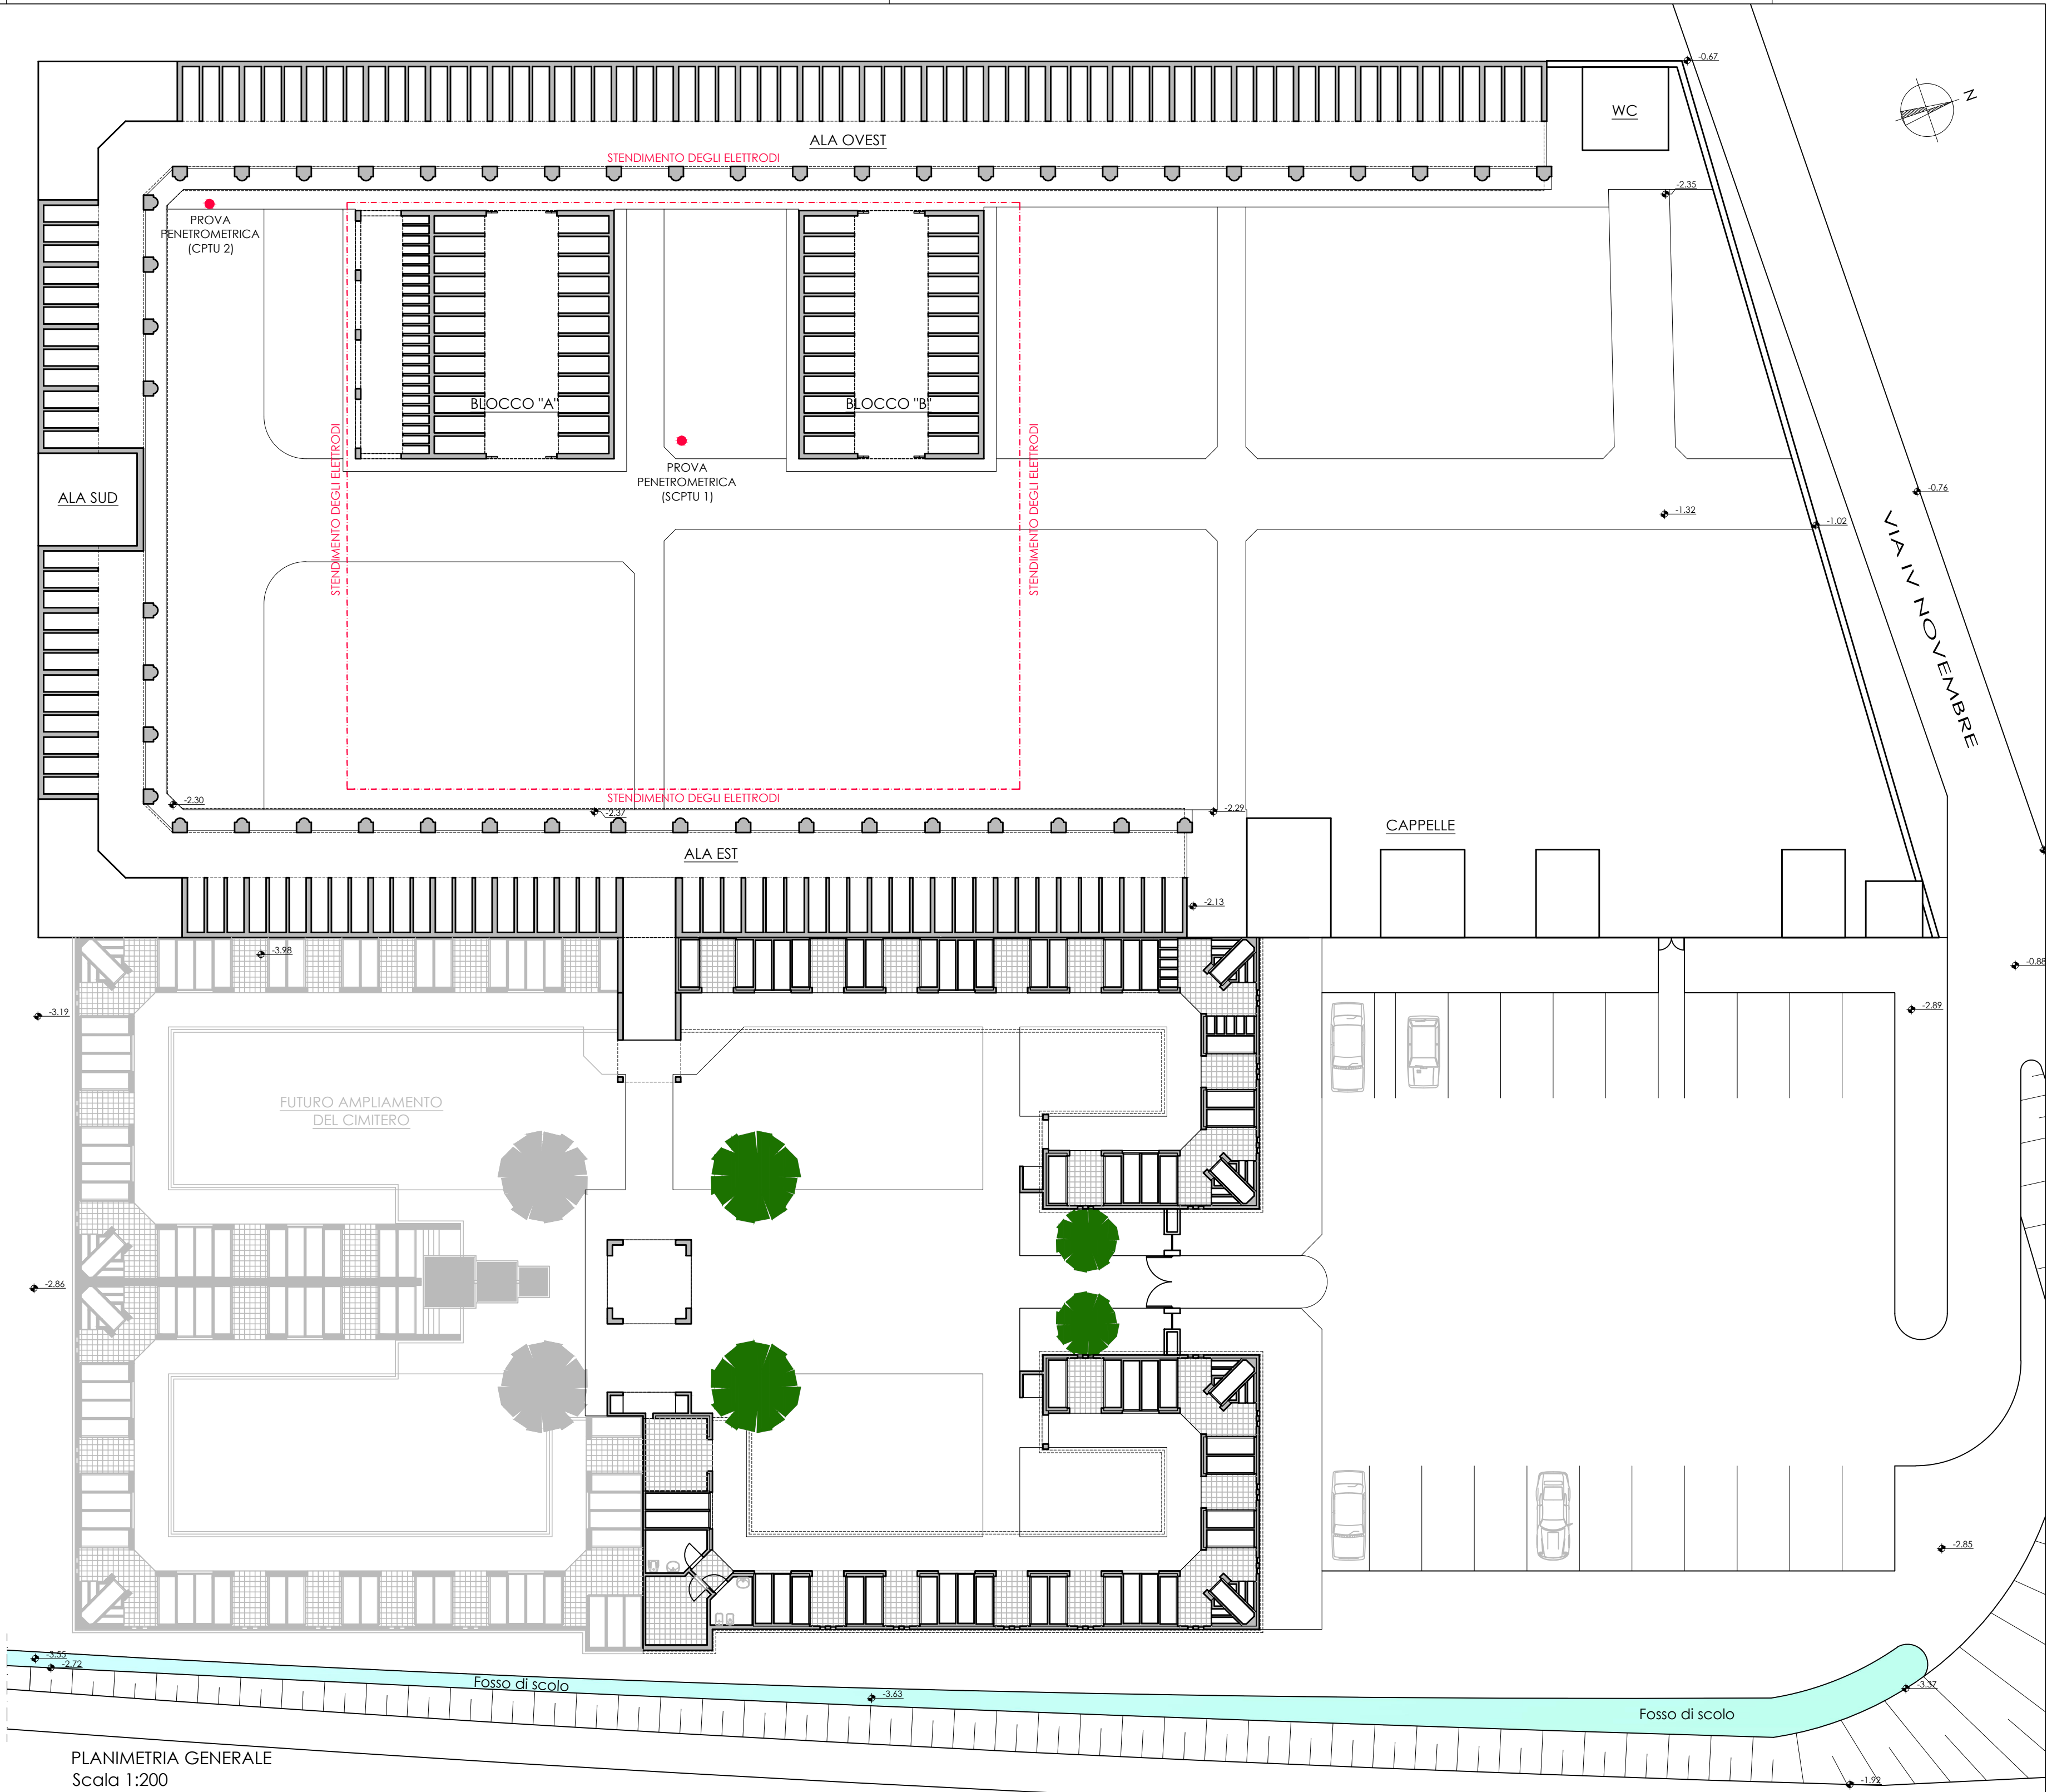 -0.67
N
WC
ALA OVEST
STENDIMENTO DEGLI ELETTRODI
-2.35
PROVA
PENETROMETRICA
(CPTU 2)
BLOCCO "A"
BLOCCO "B"
STENDIMENTO DEGLI ELETTRODI
STENDIMENTO DEGLI ELETTRODI
PROVA
PENETROMETRICA
(SCPTU 1)
ALA SUD
-0.76
-1.32
-1.02
VIA IV NOVEMBRE
-2.30
STENDIMENTO DEGLI ELETTRODI
-2.37
-2.29
CAPPELLE
ALA EST
-2.13
-3.98
-0.88
-3.19
-2.89
FUTURO AMPLIAMENTO
DEL CIMITERO
-2.86
-2.85
-3.55
-2.72
Fosso di scolo
-3.63
-3.37
Fosso di scolo
PLANIMETRIA GENERALE
Scala 1:200
-1.92